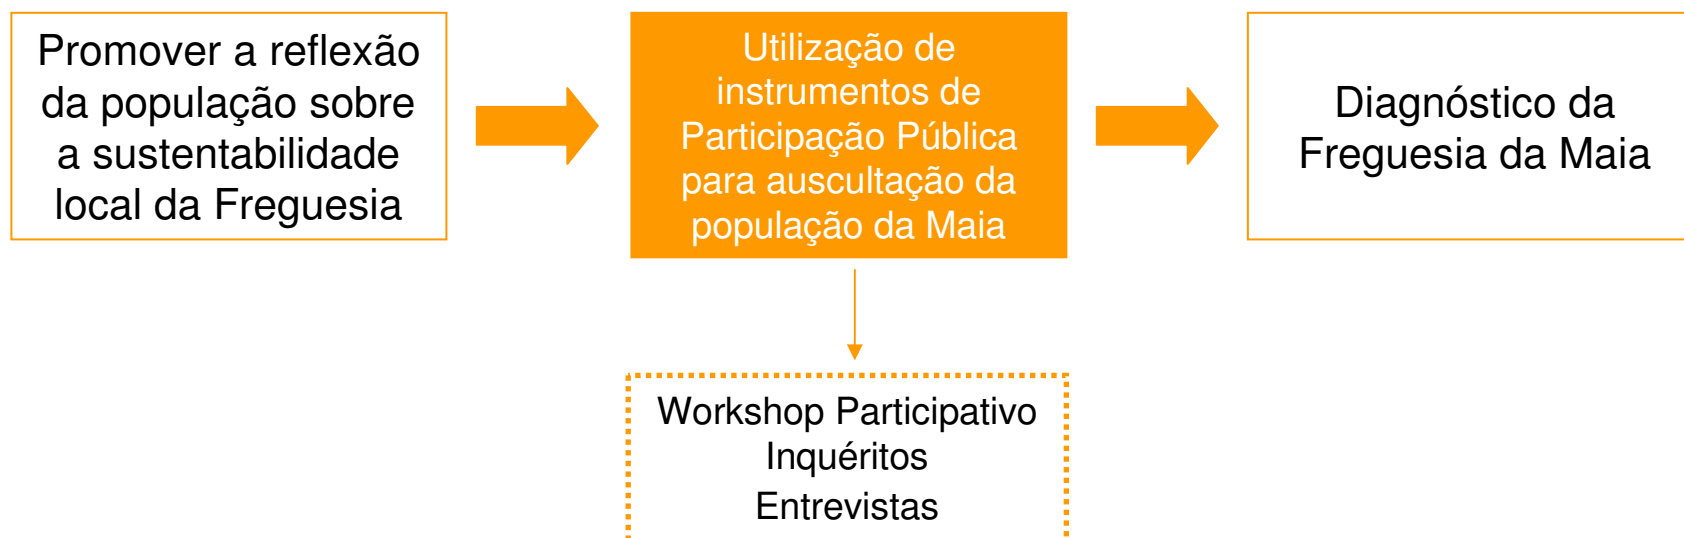 Promover a reflexão
da população sobre
a sustentabilidade
local da Freguesia
Utilização de
instrumentos de
Participação Pública
para auscultação da
população da Maia
Diagnóstico da
Freguesia da Maia
Workshop Participativo
Inquéritos
Entrevistas